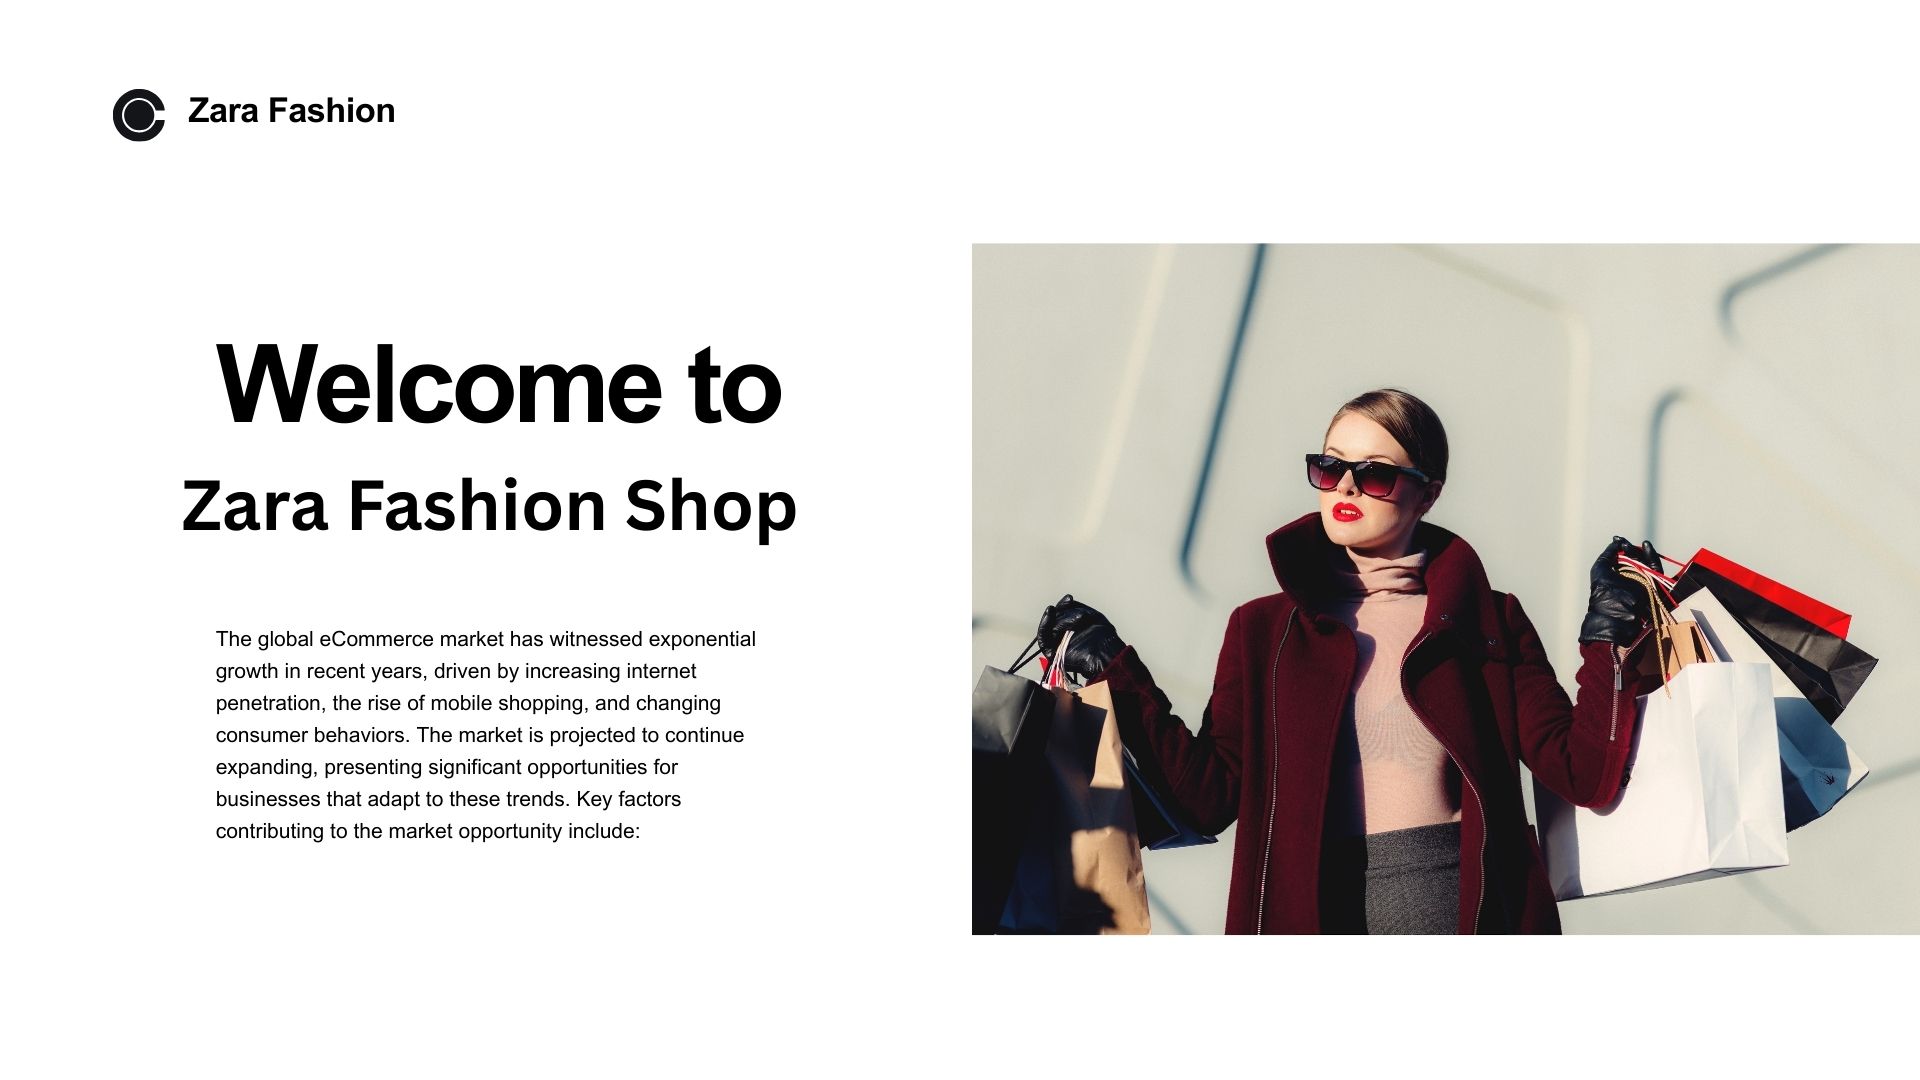 Zara Fashion
Welcome to
Zara Fashion Shop
The global eCommerce market has witnessed exponential
growth in recent years, driven by increasing internet
penetration, the rise of mobile shopping, and changing
consumer behaviors. The market is projected to continue
expanding, presenting significant opportunities for
businesses that adapt to these trends. Key factors
contributing to the market opportunity include: